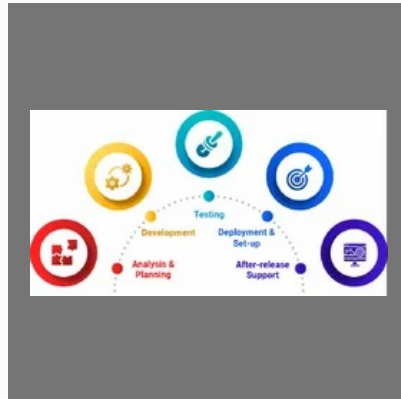 Analysis &
Planning
Development
Testing
Deployment &
Set-up
After-release
Support